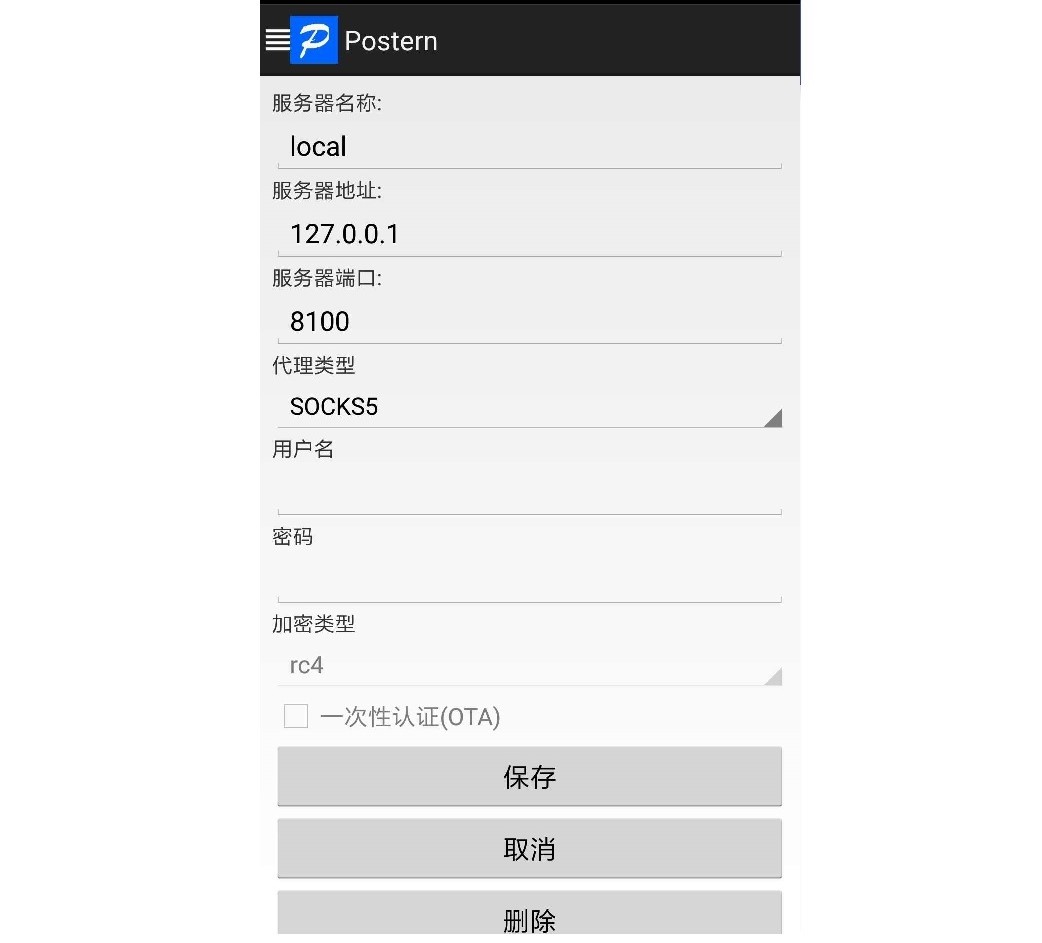 Postern
服务器名称:
local
服务器地址:
127.0.0.1
服务器端口:
8100
代理类型
SOCKS5
用户名
密码
加密类型
rc4
一次性认证(OTA)
保存
取消
删除